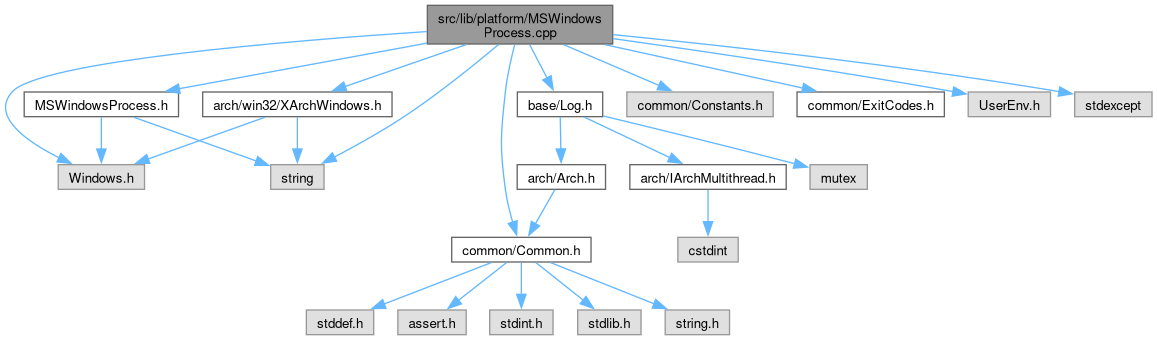 src/lib/platform/MSWindows
Process.cpp
MSWindowsProcess.h
arch/win32/XArchWindows.h
base/Log.h
common/Constants.h
common/ExitCodes.h
UserEnv.h
stdexcept
Windows.h
string
arch/Arch.h
arch/IArchMultithread.h
mutex
common/Common.h
cstdint
stddef.h
assert.h
stdint.h
stdlib.h
string.h